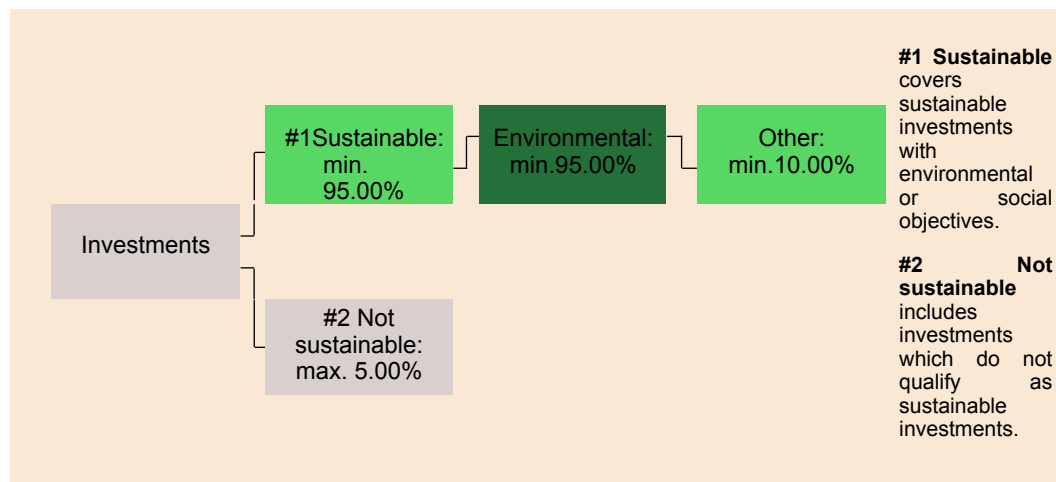 #1Sustainable:
min.
95.00%
Environmental:
min.95.00%
Other:
min.10.00%
Investments
#2 Not
sustainable:
max. 5.00%
#1 Sustainable
covers
sustainable
investments
with
environmental
or social
objectives.
#2 Not
sustainable
includes
investments
which do not
qualify as
sustainable
investments.